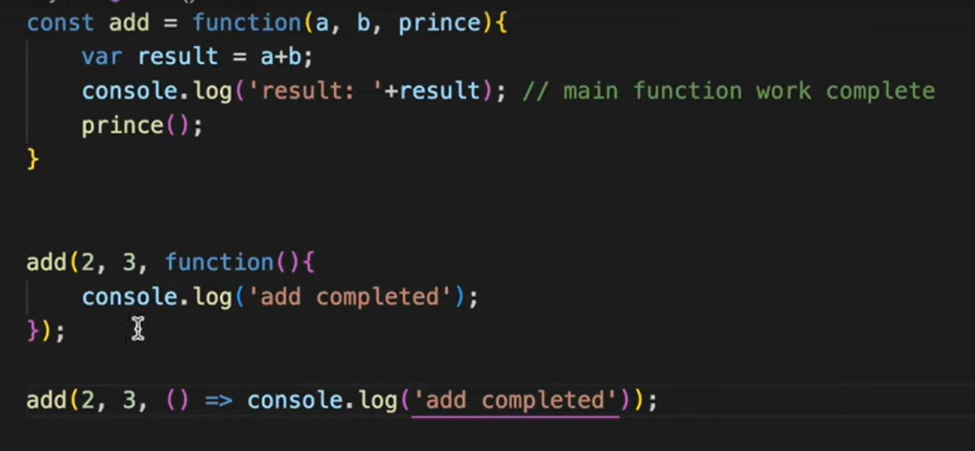 const add = function(a, b, prince){
    var result = a+b;
    console.log('result: '+result); // main function work complete
    prince();
}
add(2, 3, function(){
    console.log('add completed');
});
add(2, 3, () => console.log('add completed'));